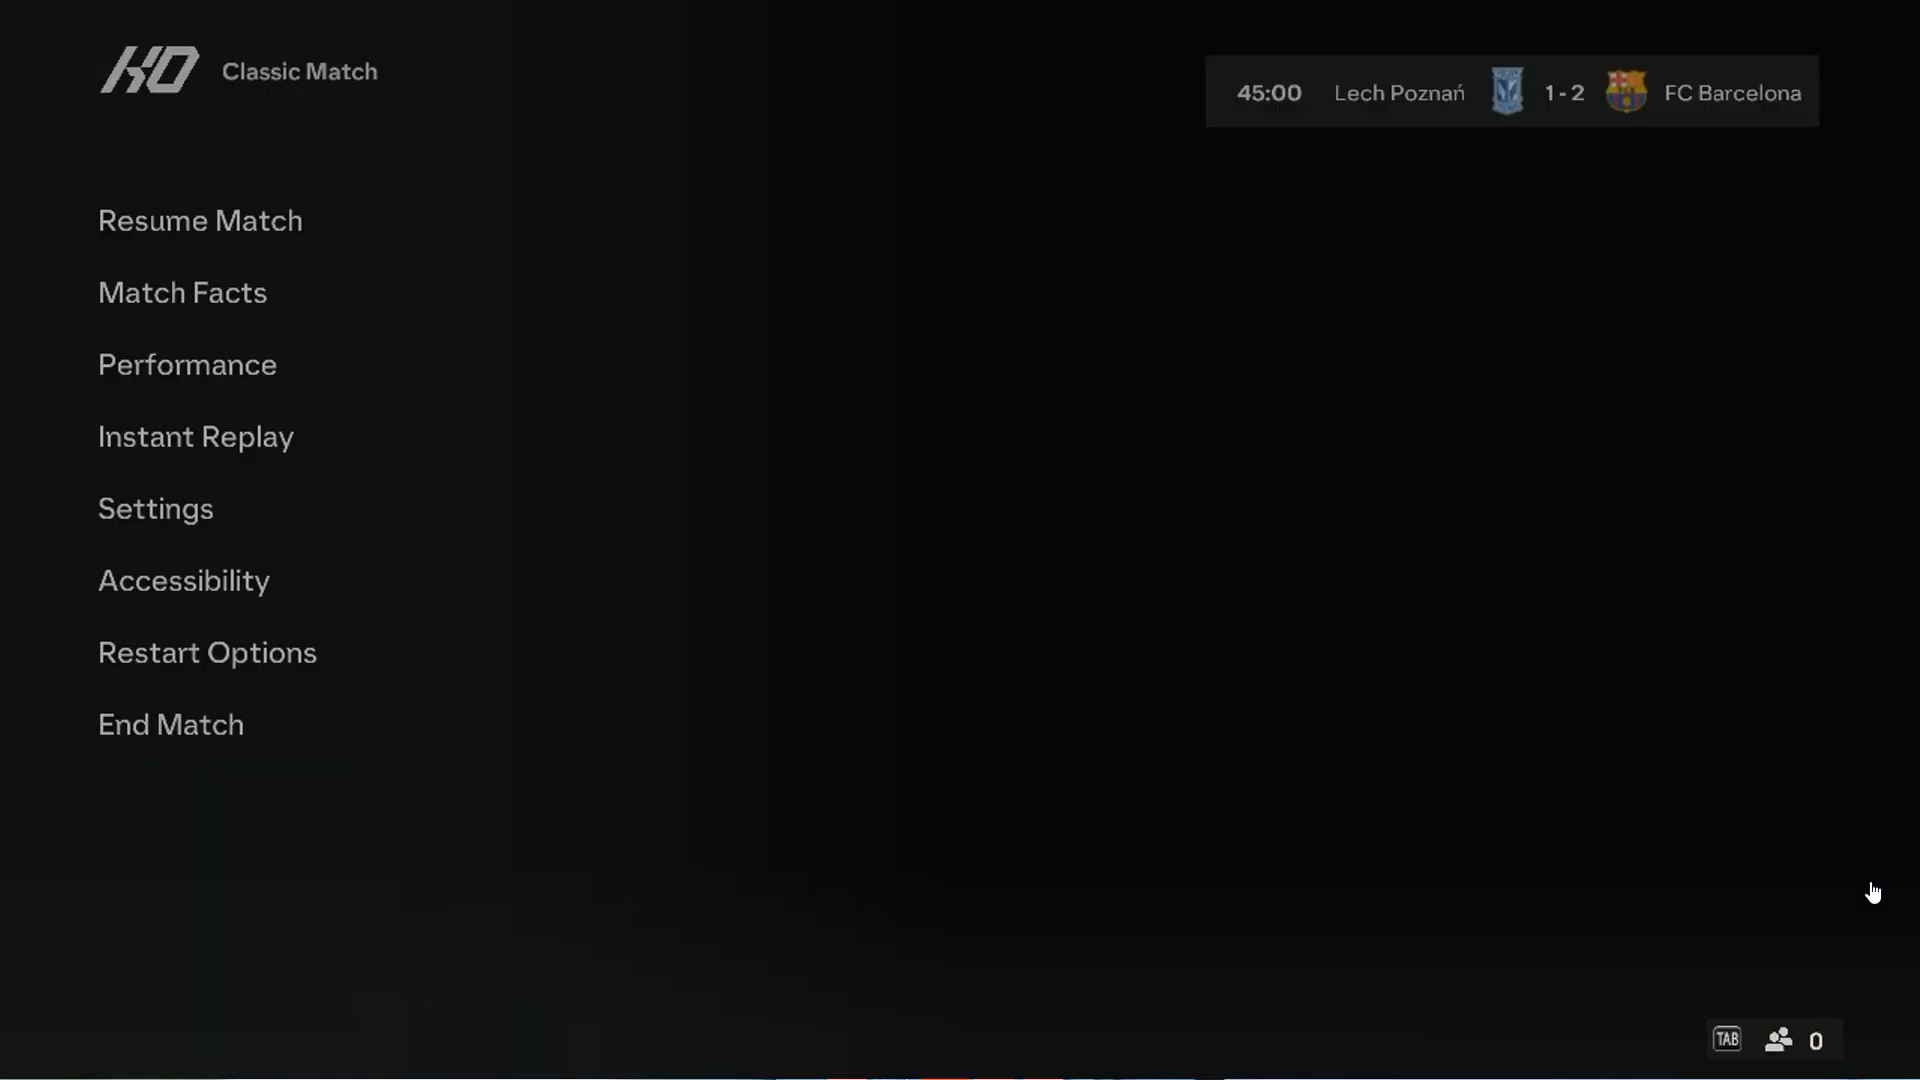 KO Classic Match
45:00 Lech Poznań 1 - 2 FC Barcelona
Resume Match
Match Facts
Performance
Instant Replay
Settings
Accessibility
Restart Options
End Match
TAB 0